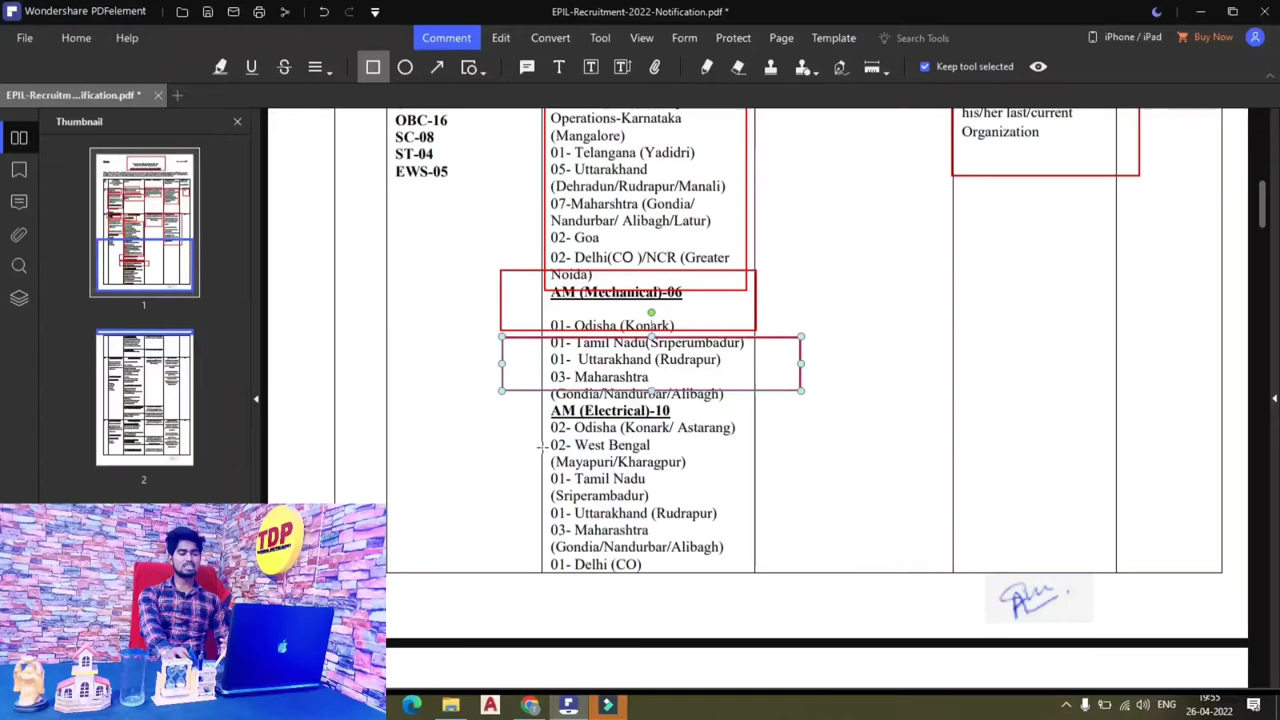 Wondershare PDFelement
EPIL-Recruitment-2022-Notification.pdf *
File
Home
Help
Comment
Edit
Convert
Tool
View
Form
Protect
Page
Template
Search Tools
iPhone / iPad
Buy Now
Keep tool selected
EPIL-Recruitm...ification.pdf *
Thumbnail
1
2
OBC-16
SC-08
ST-04
EWS-05
Operations-Karnataka
(Mangalore)
01- Telangana (Yadidri)
05- Uttarakhand
(Dehradun/Rudrapur/Manali)
07-Maharshtra (Gondia/
Nandurbar/ Alibagh/Latur)
02- Goa
02- Delhi(CO )/NCR (Greater
Noida)
AM (Mechanical)-06
01- Odisha (Konark)
01- Tamil Nadu(Sriperumbadur)
01- Uttarakhand (Rudrapur)
03- Maharashtra
(Gondia/Nandurbar/Alibagh)
AM (Electrical)-10
02- Odisha (Konark/ Astarang)
02- West Bengal
(Mayapuri/Kharagpur)
01- Tamil Nadu
(Sriperambadur)
01- Uttarakhand (Rudrapur)
03- Maharashtra
(Gondia/Nandurbar/Alibagh)
01- Delhi (CO)
his/her last/current
Organization
TDP
ENG
19:55
26-04-2022